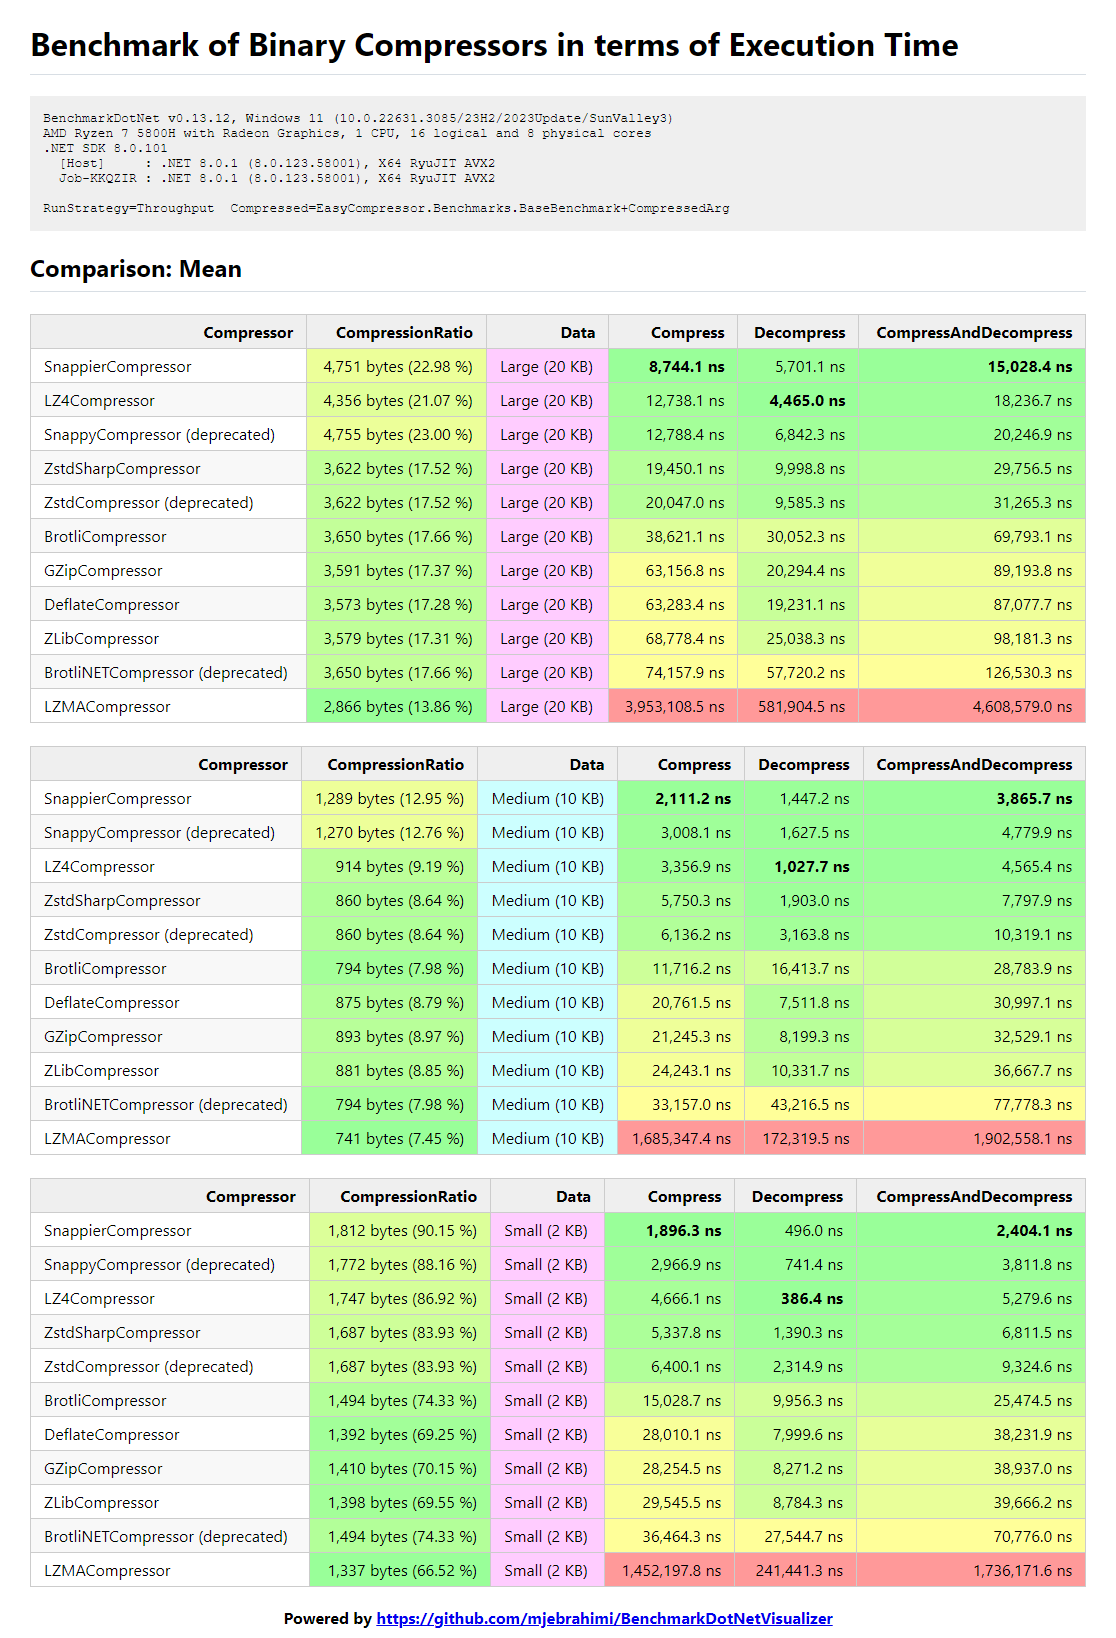 Benchmark of Binary Compressors in terms of Execution Time
BenchmarkDotNet v0.13.12, Windows 11 (10.0.22631.3085/23H2/2023Update/SunValley3)
AMD Ryzen 7 5800H with Radeon Graphics, 1 CPU, 16 logical and 8 physical cores
.NET SDK 8.0.101
[Host]     : .NET 8.0.1 (8.0.123.58001), X64 RyuJIT AVX2
Job-KKQZIR : .NET 8.0.1 (8.0.123.58001), X64 RyuJIT AVX2
RunStrategy=Throughput  Compressed=EasyCompressor.Benchmarks.BaseBenchmark+CompressedArg
Comparison: Mean
Compressor CompressionRatio Data Compress Decompress CompressAndDecompress
SnappierCompressor 4,751 bytes (22.98 %) Large (20 KB) 8,744.1 ns 5,701.1 ns 15,028.4 ns
LZ4Compressor 4,356 bytes (21.07 %) Large (20 KB) 12,738.1 ns 4,465.0 ns 18,236.7 ns
SnappyCompressor (deprecated) 4,755 bytes (23.00 %) Large (20 KB) 12,788.4 ns 6,842.3 ns 20,246.9 ns
ZstdSharpCompressor 3,622 bytes (17.52 %) Large (20 KB) 19,450.1 ns 9,998.8 ns 29,756.5 ns
ZstdCompressor (deprecated) 3,622 bytes (17.52 %) Large (20 KB) 20,047.0 ns 9,585.3 ns 31,265.3 ns
BrotliCompressor 3,650 bytes (17.66 %) Large (20 KB) 38,621.1 ns 30,052.3 ns 69,793.1 ns
GZipCompressor 3,591 bytes (17.37 %) Large (20 KB) 63,156.8 ns 20,294.4 ns 89,193.8 ns
DeflateCompressor 3,573 bytes (17.28 %) Large (20 KB) 63,283.4 ns 19,231.1 ns 87,077.7 ns
ZLibCompressor 3,579 bytes (17.31 %) Large (20 KB) 68,778.4 ns 25,038.3 ns 98,181.3 ns
BrotliNETCompressor (deprecated) 3,650 bytes (17.66 %) Large (20 KB) 74,157.9 ns 57,720.2 ns 126,530.3 ns
LZMACompressor 2,866 bytes (13.86 %) Large (20 KB) 3,953,108.5 ns 581,904.5 ns 4,608,579.0 ns
Compressor CompressionRatio Data Compress Decompress CompressAndDecompress
SnappierCompressor 1,289 bytes (12.95 %) Medium (10 KB) 2,111.2 ns 1,447.2 ns 3,865.7 ns
SnappyCompressor (deprecated) 1,270 bytes (12.76 %) Medium (10 KB) 3,008.1 ns 1,627.5 ns 4,779.9 ns
LZ4Compressor 914 bytes (9.19 %) Medium (10 KB) 3,356.9 ns 1,027.7 ns 4,565.4 ns
ZstdSharpCompressor 860 bytes (8.64 %) Medium (10 KB) 5,750.3 ns 1,903.0 ns 7,797.9 ns
ZstdCompressor (deprecated) 860 bytes (8.64 %) Medium (10 KB) 6,136.2 ns 3,163.8 ns 10,319.1 ns
BrotliCompressor 794 bytes (7.98 %) Medium (10 KB) 11,716.2 ns 16,413.7 ns 28,783.9 ns
DeflateCompressor 875 bytes (8.79 %) Medium (10 KB) 20,761.5 ns 7,511.8 ns 30,997.1 ns
GZipCompressor 893 bytes (8.97 %) Medium (10 KB) 21,245.3 ns 8,199.3 ns 32,529.1 ns
ZLibCompressor 881 bytes (8.85 %) Medium (10 KB) 24,243.1 ns 10,331.7 ns 36,667.7 ns
BrotliNETCompressor (deprecated) 794 bytes (7.98 %) Medium (10 KB) 33,157.0 ns 43,216.5 ns 77,778.3 ns
LZMACompressor 741 bytes (7.45 %) Medium (10 KB) 1,685,347.4 ns 172,319.5 ns 1,902,558.1 ns
Compressor CompressionRatio Data Compress Decompress CompressAndDecompress
SnappierCompressor 1,812 bytes (90.15 %) Small (2 KB) 1,896.3 ns 496.0 ns 2,404.1 ns
SnappyCompressor (deprecated) 1,772 bytes (88.16 %) Small (2 KB) 2,966.9 ns 741.4 ns 3,811.8 ns
LZ4Compressor 1,747 bytes (86.92 %) Small (2 KB) 4,666.1 ns 386.4 ns 5,279.6 ns
ZstdSharpCompressor 1,687 bytes (83.93 %) Small (2 KB) 5,337.8 ns 1,390.3 ns 6,811.5 ns
ZstdCompressor (deprecated) 1,687 bytes (83.93 %) Small (2 KB) 6,400.1 ns 2,314.9 ns 9,324.6 ns
BrotliCompressor 1,494 bytes (74.33 %) Small (2 KB) 15,028.7 ns 9,956.3 ns 25,474.5 ns
DeflateCompressor 1,392 bytes (69.25 %) Small (2 KB) 28,010.1 ns 7,999.6 ns 38,231.9 ns
GZipCompressor 1,410 bytes (70.15 %) Small (2 KB) 28,254.5 ns 8,271.2 ns 38,937.0 ns
ZLibCompressor 1,398 bytes (69.55 %) Small (2 KB) 29,545.5 ns 8,784.3 ns 39,666.2 ns
BrotliNETCompressor (deprecated) 1,494 bytes (74.33 %) Small (2 KB) 36,464.3 ns 27,544.7 ns 70,776.0 ns
LZMACompressor 1,337 bytes (66.52 %) Small (2 KB) 1,452,197.8 ns 241,441.3 ns 1,736,171.6 ns
Powered by https://github.com/mjebrahimi/BenchmarkDotNetVisualizer